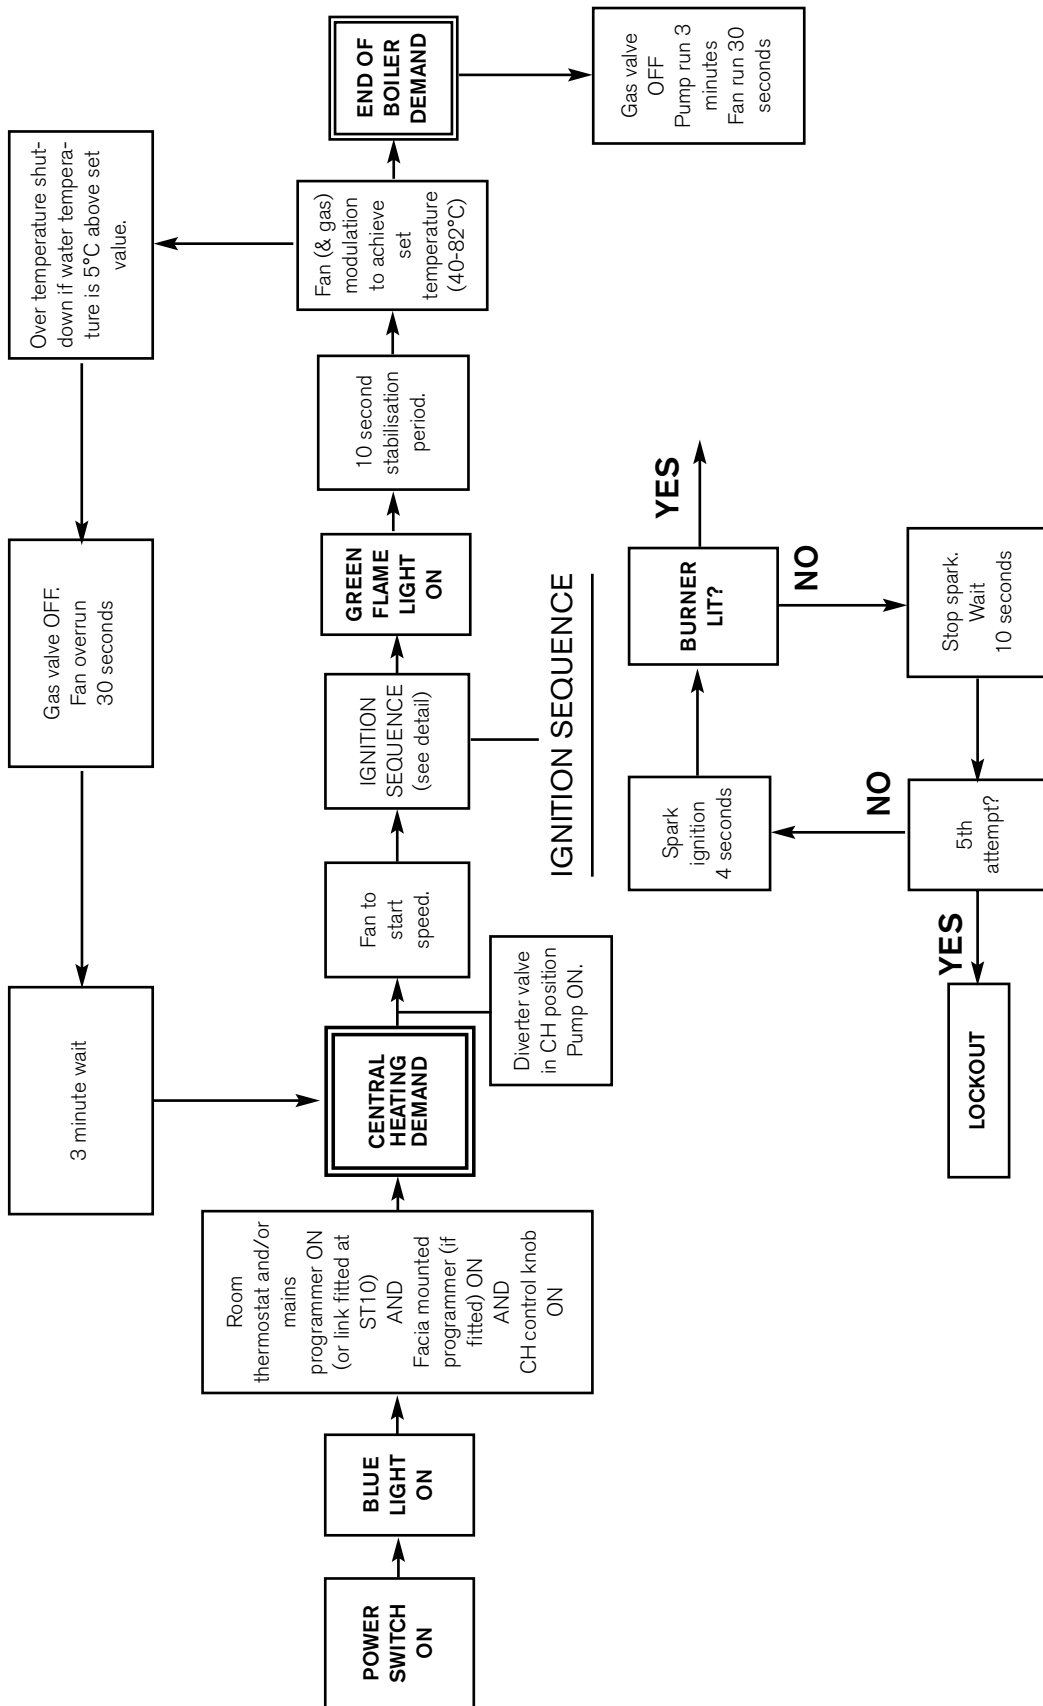 POWER
SWITCH
ON
BLUE
LIGHT
ON
Room
thermostat and/or
mains
programmer ON
(or link fitted at
ST10)
AND
Facia mounted
programmer (if
fitted) ON
AND
CH control knob
ON
CENTRAL
HEATING
DEMAND
Diverter valve
in CH position
Pump ON.
Fan to
start
speed.
IGNITION
SEQUENCE
(see detail)
GREEN
FLAME
LIGHT
ON
10 second
stabilisation
period.
Fan (& gas)
modulation
to achieve
set
temperature
(40-82°C)
END OF
BOILER
DEMAND
Gas valve
OFF
Pump run 3
minutes
Fan run 30
seconds
Over temperature shut-
down if water tempera-
ture is 5°C above set
value.
Gas valve OFF.
Fan overrun
30 seconds
3 minute wait
IGNITION SEQUENCE
Spark
ignition
4 seconds
BURNER
LIT?
YES
NO
Stop spark.
Wait
10 seconds
5th
attempt?
NO
YES
LOCKOUT